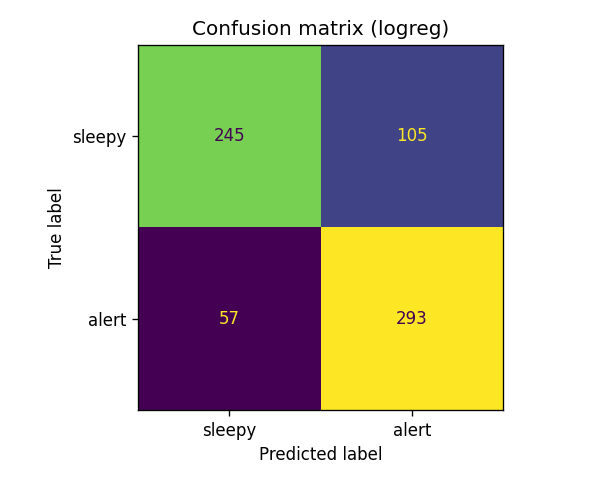 Confusion matrix (logreg)
True label
sleepy
245
105
alert
57
293
sleepy
alert
Predicted label